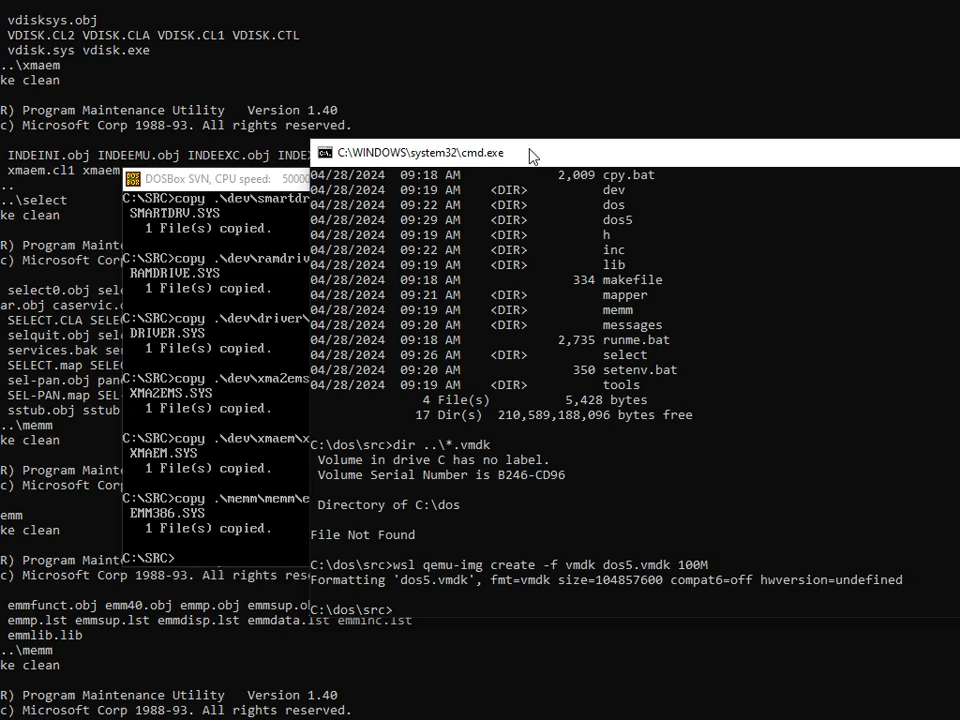 vdisksys.obj
VDISK.CL2 VDISK.CLA VDISK.CL1 VDISK.CTL
vdisk.sys vdisk.exe
..\xmaem
ke clean
R) Program Maintenance Utility   Version 1.40
c) Microsoft Corp 1988-93. All rights reserved.
INDEINI.OBJ INDEEMU.OBJ INDEEXC.OBJ INDEX
xmaem.cl1 xmaem
..
..\select
ke clean
R) Program Mainte
c) Microsoft Corp
select0.obj sele
ar.obj caservic.o
SELECT.CLA SELE
selquit.obj sel
services.bak se
SELECT.map SELEC
sel-pan.obj pan
SEL-PAN.map SEL-
sstub.obj sstub
..\memm
ke clean
R) Program Mainte
c) Microsoft Corp
emm
ke clean
R) Program Mainte
c) Microsoft Corp 1988-93. All rights rese
emmfunct.obj emm40.obj emmp.obj emmsup.o
emmp.lst emmsup.lst emmdisp.lst emmdata.lst emminc.lst
emmlib.lib
..\memm
ke clean
R) Program Maintenance Utility   Version 1.40
c) Microsoft Corp 1988-93. All rights reserved.
DOSBox SVN, CPU speed:   50000
C:\SRC>copy .\dev\smartdr
SMARTDRV.SYS
1 File(s) copied.
C:\SRC>copy .\dev\ramdriv
RAMDRIVE.SYS
1 File(s) copied.
C:\SRC>copy .\dev\driver\
DRIVER.SYS
1 File(s) copied.
C:\SRC>copy .\dev\xma2ems
XMA2EMS.SYS
1 File(s) copied.
C:\SRC>copy .\dev\xmaem\x
XMAEM.SYS
1 File(s) copied.
C:\SRC>copy .\memm\memm\e
EMM386.SYS
1 File(s) copied.
C:\SRC>
C:\WINDOWS\system32\cmd.exe
04/28/2024  09:18 AM             2,009 cpy.bat
04/28/2024  09:19 AM    <DIR>          dev
04/28/2024  09:22 AM    <DIR>          dos
04/28/2024  09:29 AM    <DIR>          dos5
04/28/2024  09:19 AM    <DIR>          h
04/28/2024  09:22 AM    <DIR>          inc
04/28/2024  09:19 AM    <DIR>          lib
04/28/2024  09:18 AM               334 makefile
04/28/2024  09:21 AM    <DIR>          mapper
04/28/2024  09:19 AM    <DIR>          memm
04/28/2024  09:20 AM    <DIR>          messages
04/28/2024  09:18 AM             2,735 runme.bat
04/28/2024  09:26 AM    <DIR>          select
04/28/2024  09:20 AM               350 setenv.bat
04/28/2024  09:19 AM    <DIR>          tools
4 File(s)          5,428 bytes
17 Dir(s)  210,589,188,096 bytes free
C:\dos\src>dir ..\*.vmdk
Volume in drive C has no label.
Volume Serial Number is B246-CD96
Directory of C:\dos
File Not Found
C:\dos\src>wsl qemu-img create -f vmdk dos5.vmdk 100M
Formatting 'dos5.vmdk', fmt=vmdk size=104857600 compat6=off hwversion=undefined
C:\dos\src>